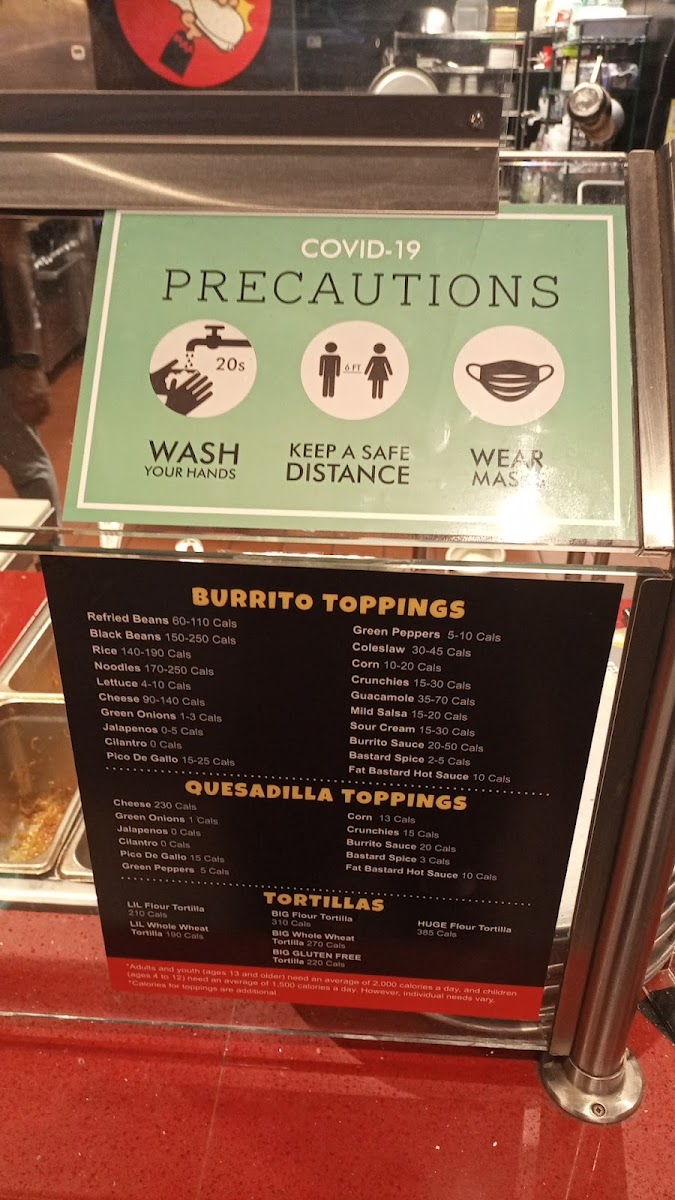 COVID-19
PRECAUTIONS
20s
6 FT
WASH
YOUR HANDS
KEEP A SAFE
DISTANCE
WEAR
MASKS
BURRITO TOPPINGS
Refried Beans 60-110 Cals
Black Beans 150-250 Cals
Rice 140-190 Cals
Noodles 170-250 Cals
Lettuce 4-10 Cals
Cheese 90-140 Cals
Green Onions 1-3 Cals
Jalapenos 0-5 Cals
Cilantro 0 Cals
Pico De Gallo 15-25 Cals
Green Peppers 5-10 Cals
Coleslaw 30-45 Cals
Corn 10-20 Cals
Crunchies 15-30 Cals
Guacamole 35-70 Cals
Mild Salsa 15-20 Cals
Sour Cream 15-30 Cals
Burrito Sauce 20-50 Cals
Bastard Spice 2-5 Cals
Fat Bastard Hot Sauce 10 Cals
QUESADILLA TOPPINGS
Cheese 230 Cals
Green Onions 1 Cals
Jalapenos 0 Cals
Cilantro 0 Cals
Pico De Gallo 15 Cals
Green Peppers 5 Cals
Corn 13 Cals
Crunchies 15 Cals
Burrito Sauce 20 Cals
Bastard Spice 3 Cals
Fat Bastard Hot Sauce 10 Cals
TORTILLAS
LIL Flour Tortilla
210 Cals
LIL Whole Wheat
Tortilla 190 Cals
BIG Flour Tortilla
310 Cals
BIG Whole Wheat
Tortilla 270 Cals
BIG GLUTEN FREE
Tortilla 220 Cals
HUGE Flour Tortilla
385 Cals
*Adults and youth (ages 13 and older) need an average of 2,000 calories a day, and children
(ages 4 to 12) need an average of 1,500 calories a day. However, individual needs vary.
*Calories for toppings are additional.